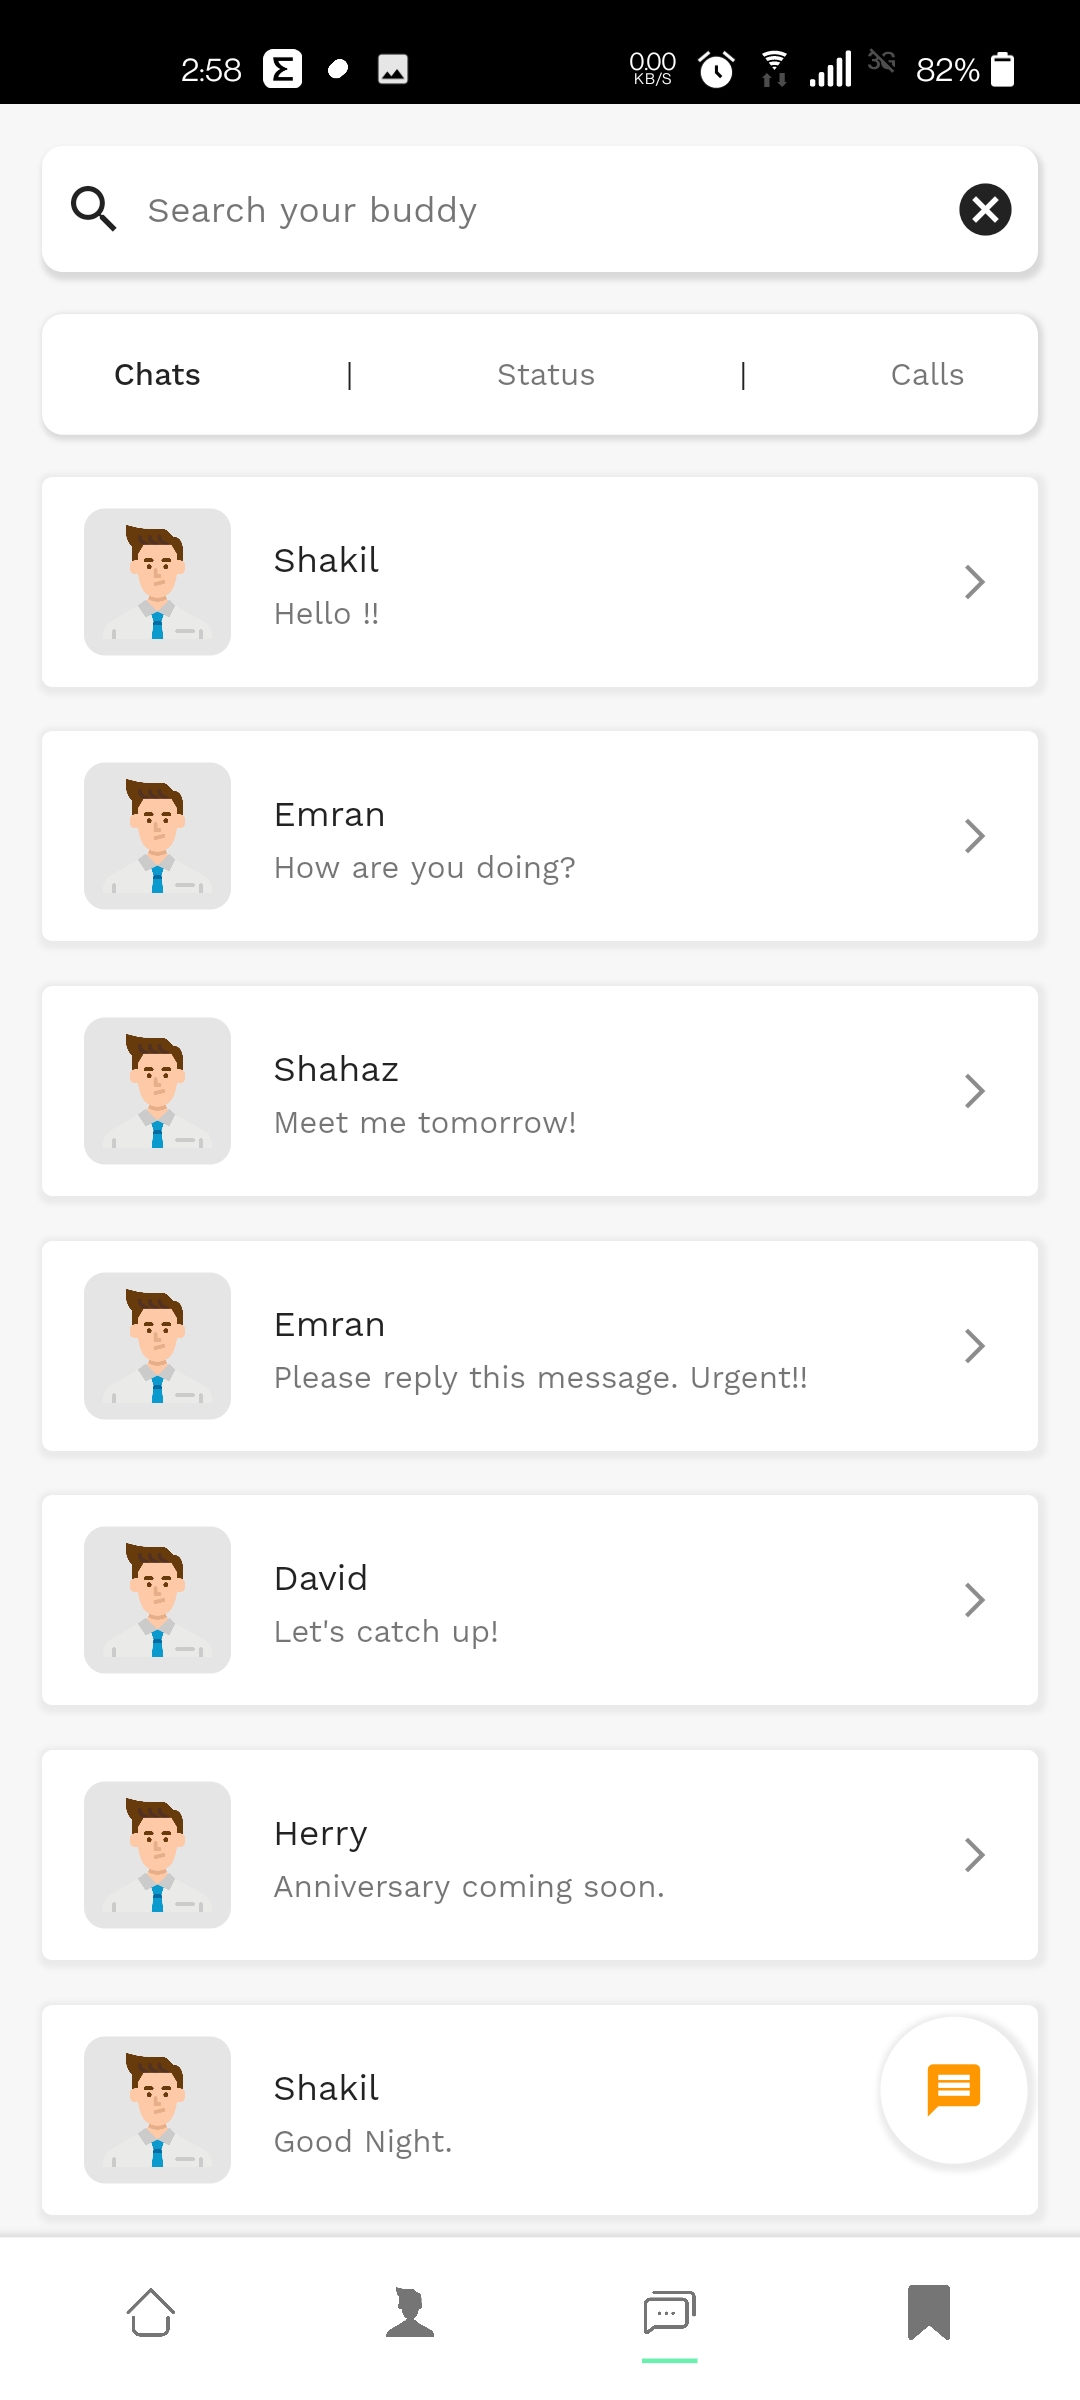 2:58 0.00 KB/S 3G 82%
Search your buddy
Chats | Status | Calls
Shakil
Hello !!
Emran
How are you doing?
Shahaz
Meet me tomorrow!
Emran
Please reply this message. Urgent!!
David
Let's catch up!
Herry
Anniversary coming soon.
Shakil
Good Night.